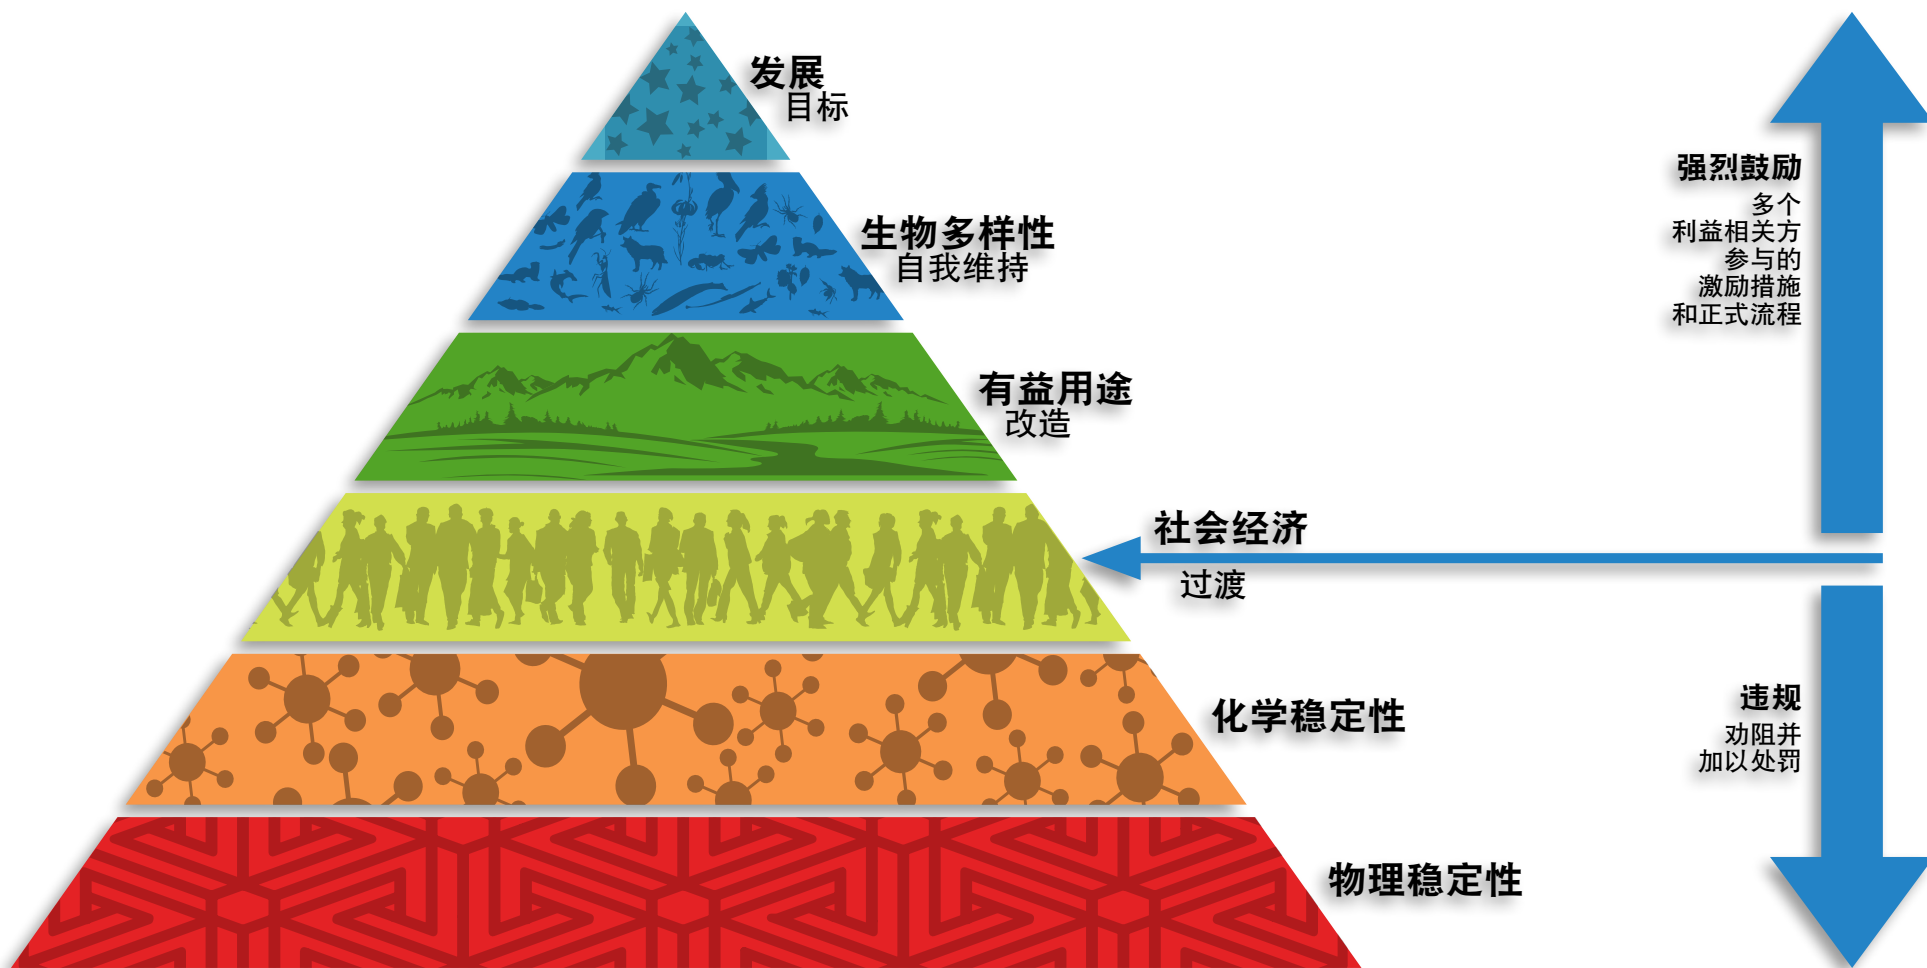 发展
目标
生物多样性
自我维持
有益用途
改造
社会经济
过渡
化学稳定性
物理稳定性
强烈鼓励
多个
利益相关方
参与的
激励措施
和正式流程
违规
劝阻并
加以处罚